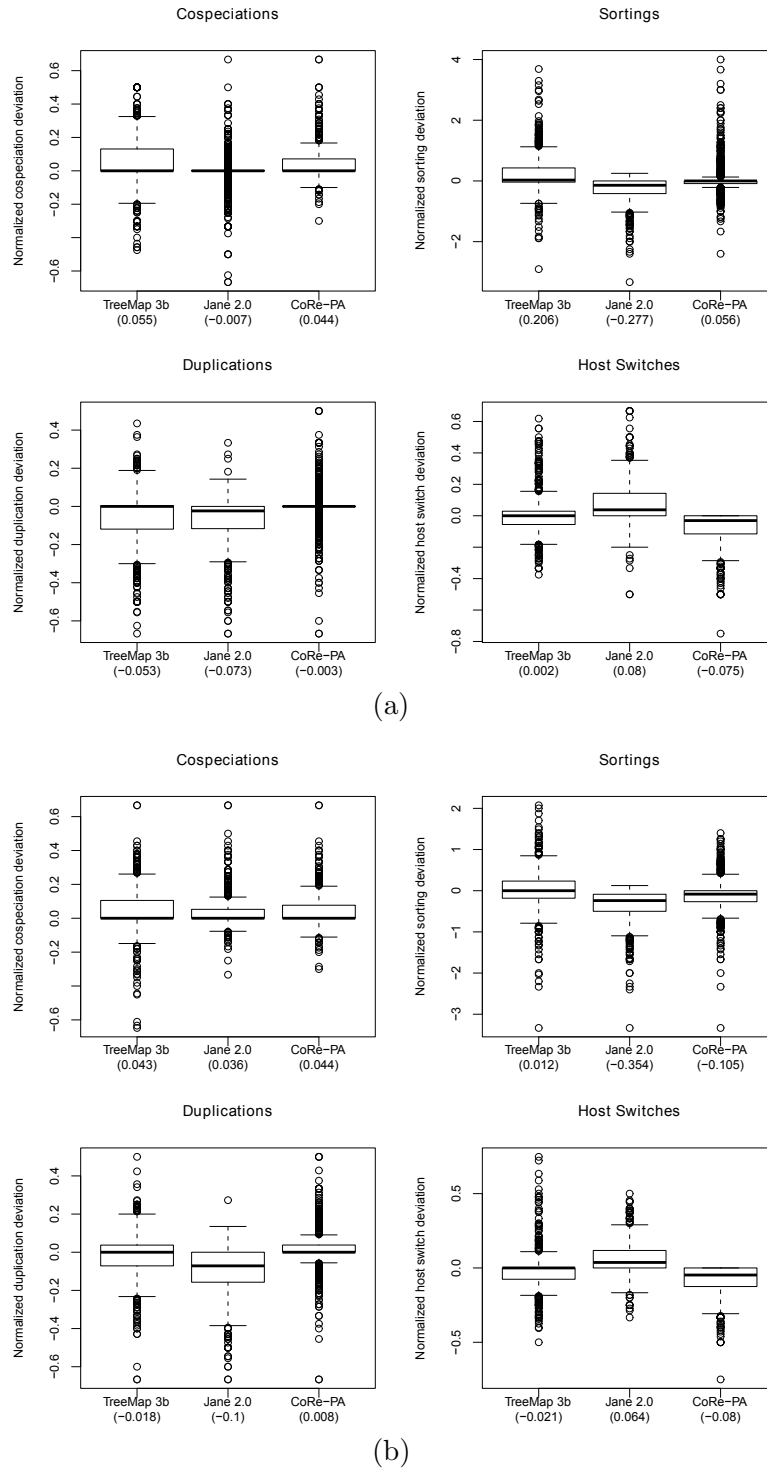 Cospeciations
Normalized cospeciation deviation
0.6
0.4
0.2
0.0
−0.2
−0.6
TreeMap 3b Jane 2.0 CoRe−PA
(0.055) (−0.007) (0.044)
Sortings
Normalized sorting deviation
4
2
0
−2
TreeMap 3b Jane 2.0 CoRe−PA
(0.206) (−0.277) (0.056)
Duplications
Normalized duplication deviation
0.4
0.2
0.0
−0.2
−0.4
−0.6
TreeMap 3b Jane 2.0 CoRe−PA
(−0.053) (−0.073) (−0.003)
Host Switches
Normalized host switch deviation
0.6
0.4
0.2
0.0
−0.4
−0.8
TreeMap 3b Jane 2.0 CoRe−PA
(0.002) (0.08) (−0.075)
(a)
Cospeciations
Normalized cospeciation deviation
0.6
0.4
0.2
0.0
−0.2
−0.6
TreeMap 3b Jane 2.0 CoRe−PA
(0.043) (0.036) (0.044)
Sortings
Normalized sorting deviation
2
1
0
−1
−2
−3
TreeMap 3b Jane 2.0 CoRe−PA
(0.012) (−0.354) (−0.105)
Duplications
Normalized duplication deviation
0.4
0.2
0.0
−0.2
−0.4
−0.6
TreeMap 3b Jane 2.0 CoRe−PA
(−0.018) (−0.1) (0.008)
Host Switches
Normalized host switch deviation
0.5
0.0
−0.5
TreeMap 3b Jane 2.0 CoRe−PA
(−0.021) (0.064) (−0.08)
(b)